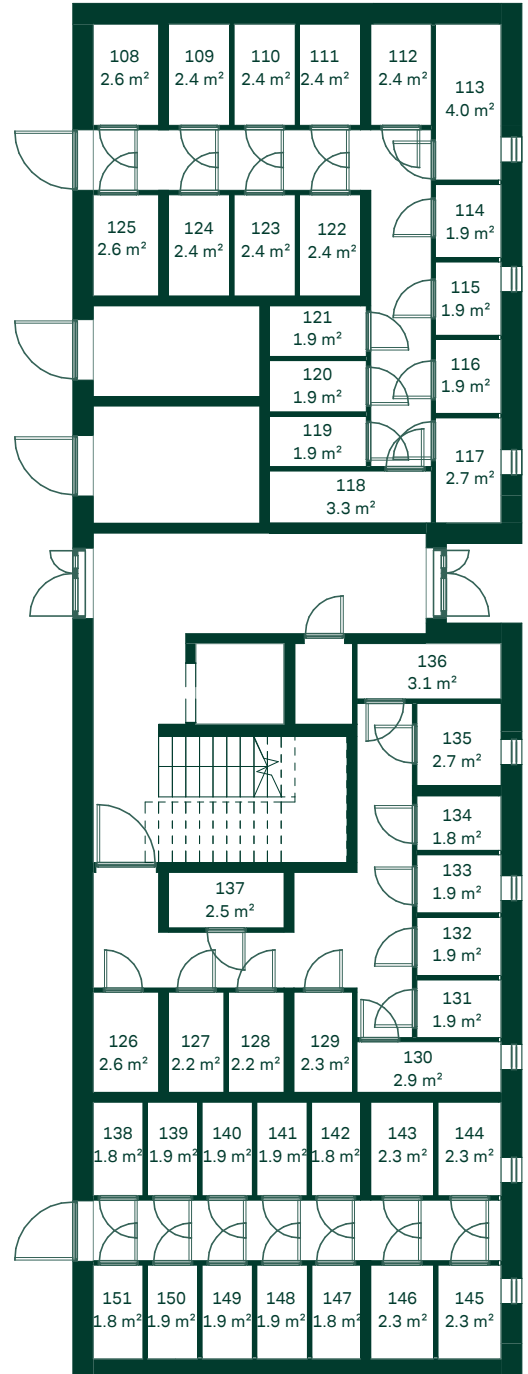 108
2.6 m²
109
2.4 m²
110
2.4 m²
111
2.4 m²
112
2.4 m²
113
4.0 m²
125
2.6 m²
124
2.4 m²
123
2.4 m²
122
2.4 m²
114
1.9 m²
115
1.9 m²
121
1.9 m²
116
1.9 m²
120
1.9 m²
119
1.9 m²
117
2.7 m²
118
3.3 m²
136
3.1 m²
135
2.7 m²
134
1.8 m²
133
1.9 m²
137
2.5 m²
132
1.9 m²
131
1.9 m²
126
2.6 m²
127
2.2 m²
128
2.2 m²
129
2.3 m²
130
2.9 m²
138
1.8 m²
139
1.9 m²
140
1.9 m²
141
1.9 m²
142
1.8 m²
143
2.3 m²
144
2.3 m²
151
1.8 m²
150
1.9 m²
149
1.9 m²
148
1.9 m²
147
1.8 m²
146
2.3 m²
145
2.3 m²